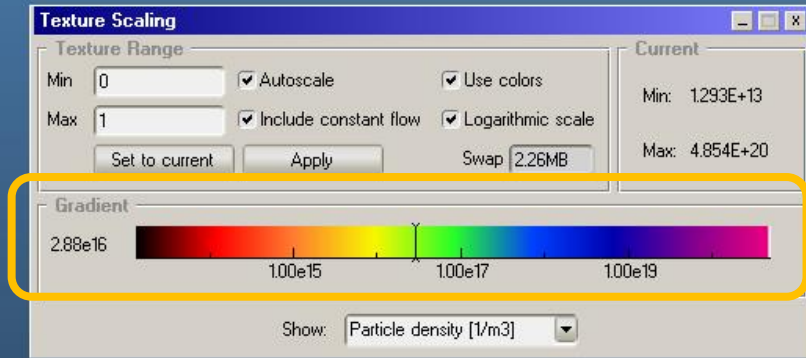 Texture Scaling
Texture Range
Min 0 Autoscale Use colors
Max 1 Include constant flow Logarithmic scale
Set to current Apply Swap 2.26MB
Current
Min: 1.293E+13
Max: 4.854E+20
Gradient
2.88e16
1.00e15 1.00e17 1.00e19
Show: Particle density [1/m3]